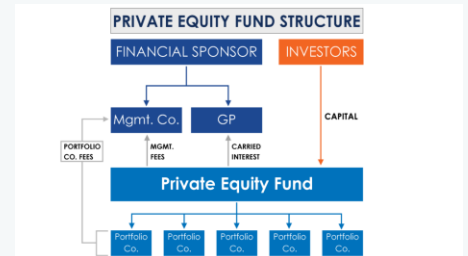 PRIVATE EQUITY FUND STRUCTURE
FINANCIAL SPONSOR
INVESTORS
Mgmt. Co.
GP
CAPITAL
PORTFOLIO
CO. FEES
MGMT.
FEES
CARRIED
INTEREST
Private Equity Fund
Portfolio
Co.
Portfolio
Co.
Portfolio
Co.
Portfolio
Co.
Portfolio
Co.